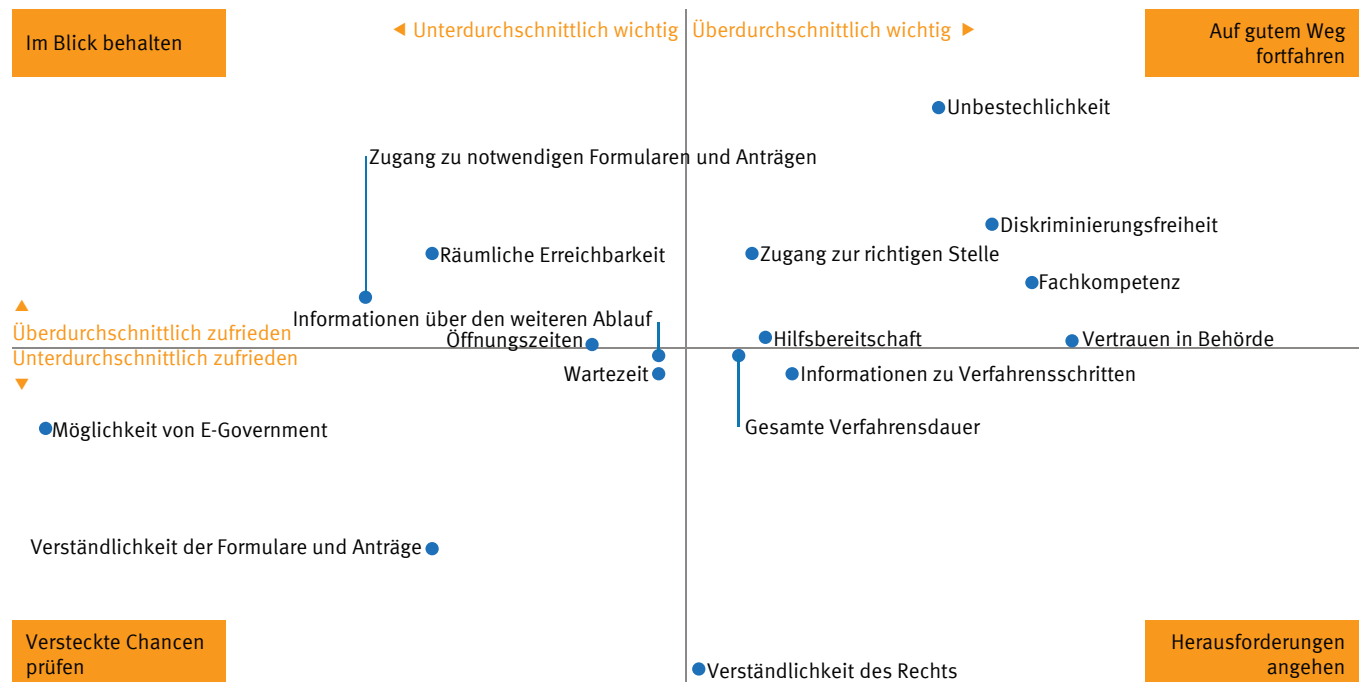 Im Blick behalten
◄ Unterdurchschnittlich wichtig
Überdurchschnittlich wichtig ►
Auf gutem Weg
fortfahren
Unbestechlichkeit
Zugang zu notwendigen Formularen und Anträgen
Diskriminierungsfreiheit
Räumliche Erreichbarkeit
Zugang zur richtigen Stelle
Fachkompetenz
▲
Überdurchschnittlich zufrieden
Informationen über den weiteren Ablauf
Öffnungszeiten
Hilfsbereitschaft
Vertrauen in Behörde
Unterdurchschnittlich zufrieden
▼
Wartezeit
Informationen zu Verfahrensschritten
Gesamte Verfahrensdauer
Möglichkeit von E-Government
Verständlichkeit der Formulare und Anträge
Versteckte Chancen
prüfen
Herausforderungen
angehen
Verständlichkeit des Rechts